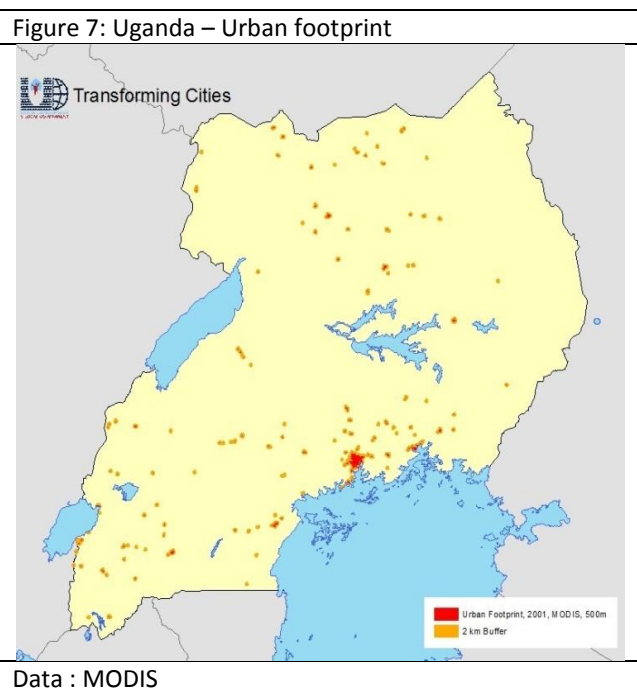 Figure 7: Uganda – Urban footprint
Transforming Cities
Urban Footprint, 2001, MODIS, 500m
2 km Buffer
Data : MODIS